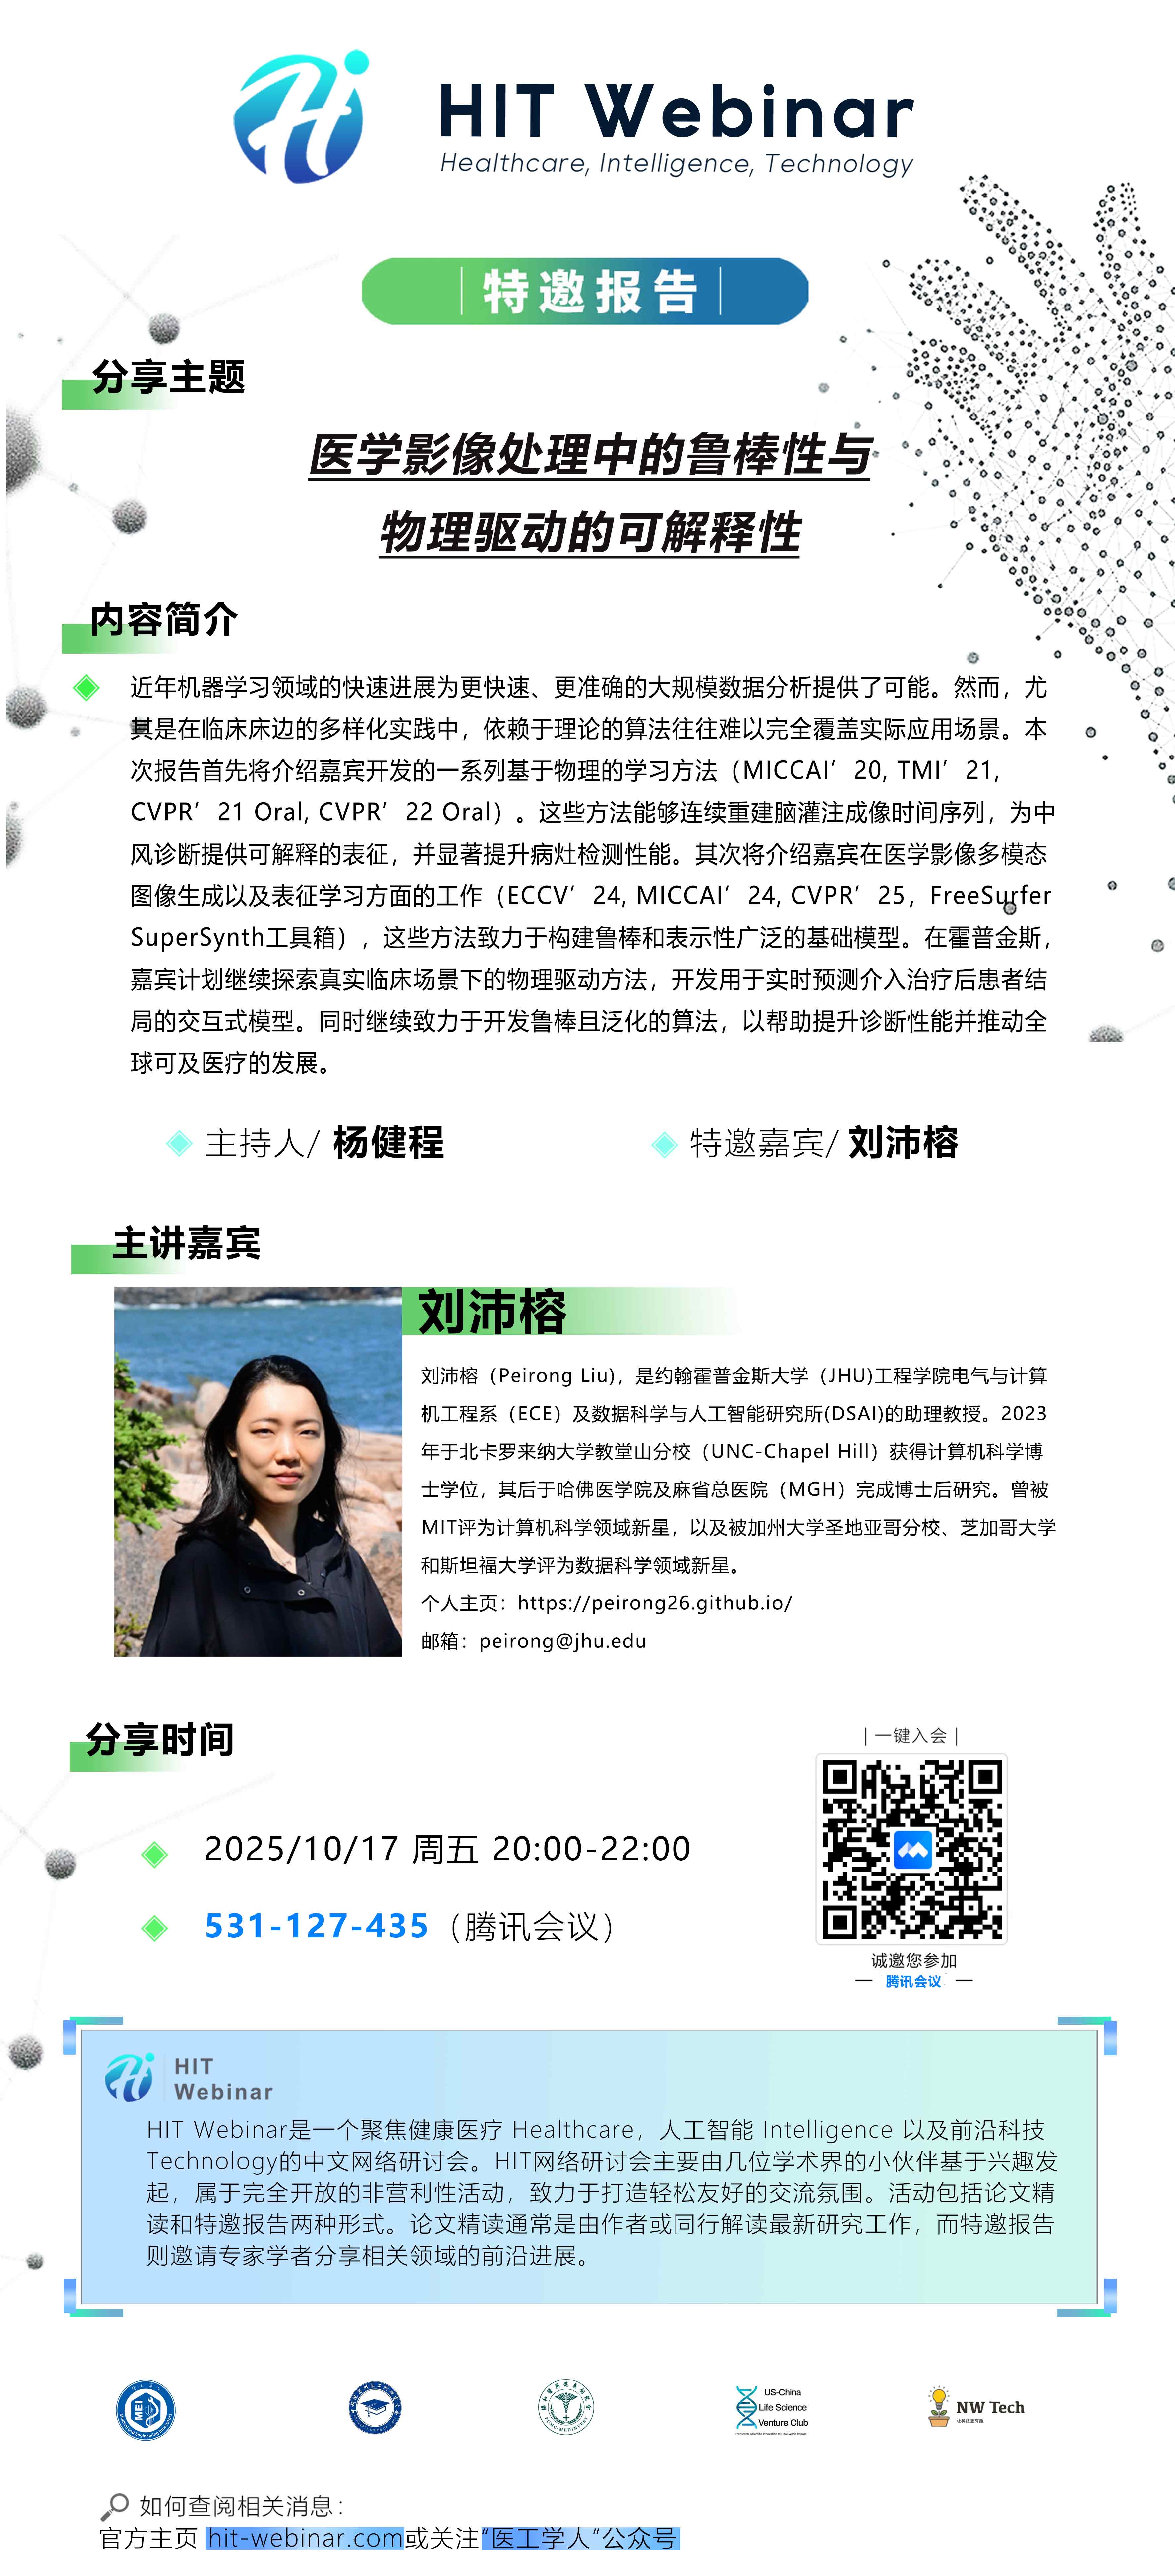 HIT Webinar
Healthcare, Intelligence, Technology
特邀报告
分享主题
医学影像处理中的鲁棒性与
物理驱动的可解释性
内容简介
近年机器学习领域的快速进展为更快速、更准确的大规模数据分析提供了可能。然而，尤
其是在临床床边的多样化实践中，依赖于理论的算法往往难以完全覆盖实际应用场景。本
次报告首先将介绍嘉宾开发的一系列基于物理的学习方法（MICCAI’20, TMI’21,
CVPR’21 Oral, CVPR’22 Oral）。这些方法能够连续重建脑灌注成像时间序列，为中
风诊断提供可解释的表征，并显著提升病灶检测性能。其次将介绍嘉宾在医学影像多模态
图像生成以及表征学习方面的工作（ECCV’24, MICCAI’24, CVPR’25，FreeSurfer
SuperSynth工具箱），这些方法致力于构建鲁棒和表示性广泛的基础模型。在霍普金斯，
嘉宾计划继续探索真实临床场景下的物理驱动方法，开发用于实时预测介入治疗后患者结
局的交互式模型。同时继续致力于开发鲁棒且泛化的算法，以帮助提升诊断性能并推动全
球可及医疗的发展。
主持人/ 杨健程
特邀嘉宾/ 刘沛榕
主讲嘉宾
刘沛榕
刘沛榕（Peirong Liu)，是约翰霍普金斯大学（JHU)工程学院电气与计算
机工程系（ECE）及数据科学与人工智能研究所(DSAI)的助理教授。2023
年于北卡罗来纳大学教堂山分校（UNC-Chapel Hill）获得计算机科学博
士学位，其后于哈佛医学院及麻省总医院（MGH）完成博士后研究。曾被
MIT评为计算机科学领域新星，以及被加州大学圣地亚哥分校、芝加哥大学
和斯坦福大学评为数据科学领域新星。
个人主页：https://peirong26.github.io/
邮箱：peirong@jhu.edu
分享时间
2025/10/17 周五 20:00-22:00
531-127-435（腾讯会议）
| 一键入会 |
诚邀您参加
腾讯会议
HIT
Webinar
HIT Webinar是一个聚焦健康医疗 Healthcare，人工智能 Intelligence 以及前沿科技
Technology的中文网络研讨会。HIT网络研讨会主要由几位学术界的小伙伴基于兴趣发
起，属于完全开放的非营利性活动，致力于打造轻松友好的交流氛围。活动包括论文精
读和特邀报告两种形式。论文精读通常是由作者或同行解读最新研究工作，而特邀报告
则邀请专家学者分享相关领域的前沿进展。
MEI
US-China
Life Science
Venture Club
NW Tech
如何查阅相关消息：
官方主页 hit-webinar.com或关注“医工学人”公众号